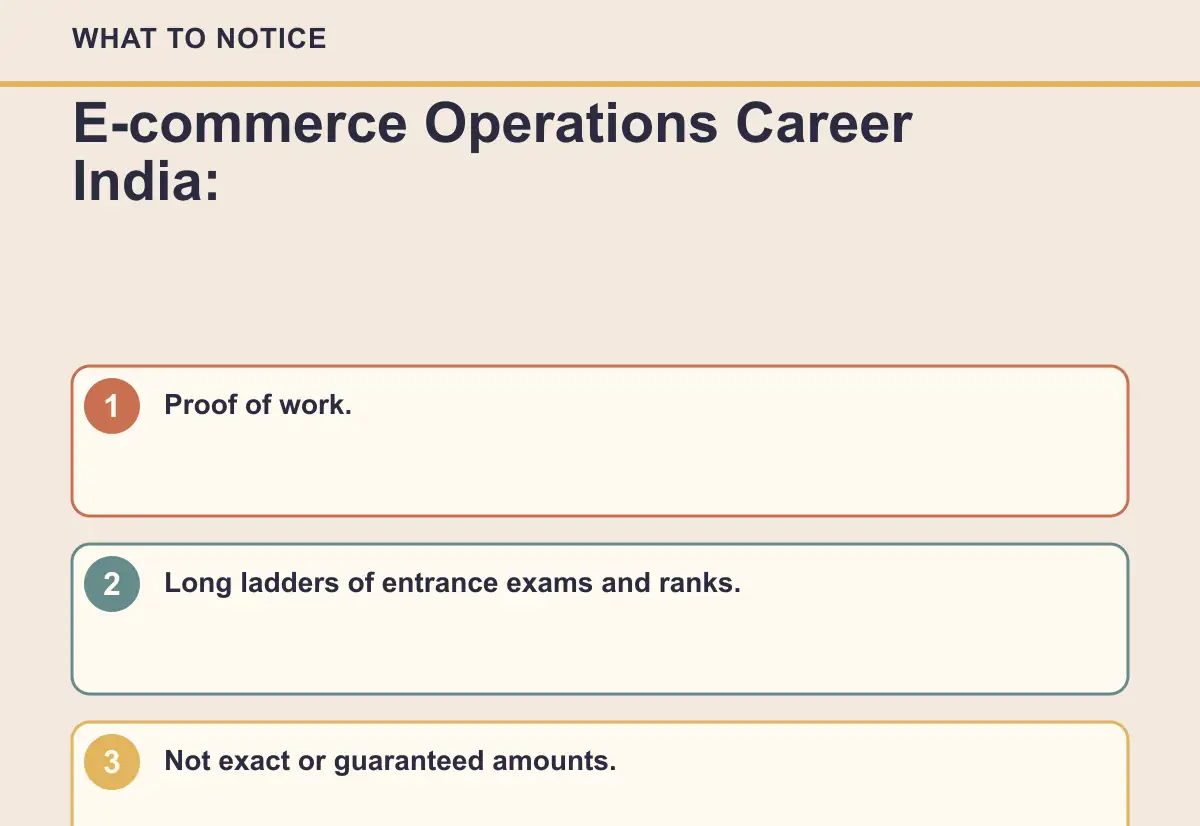 WHAT TO NOTICE
E-commerce Operations Career
India:
1
Proof of work.
2
Long ladders of entrance exams and ranks.
3
Not exact or guaranteed amounts.